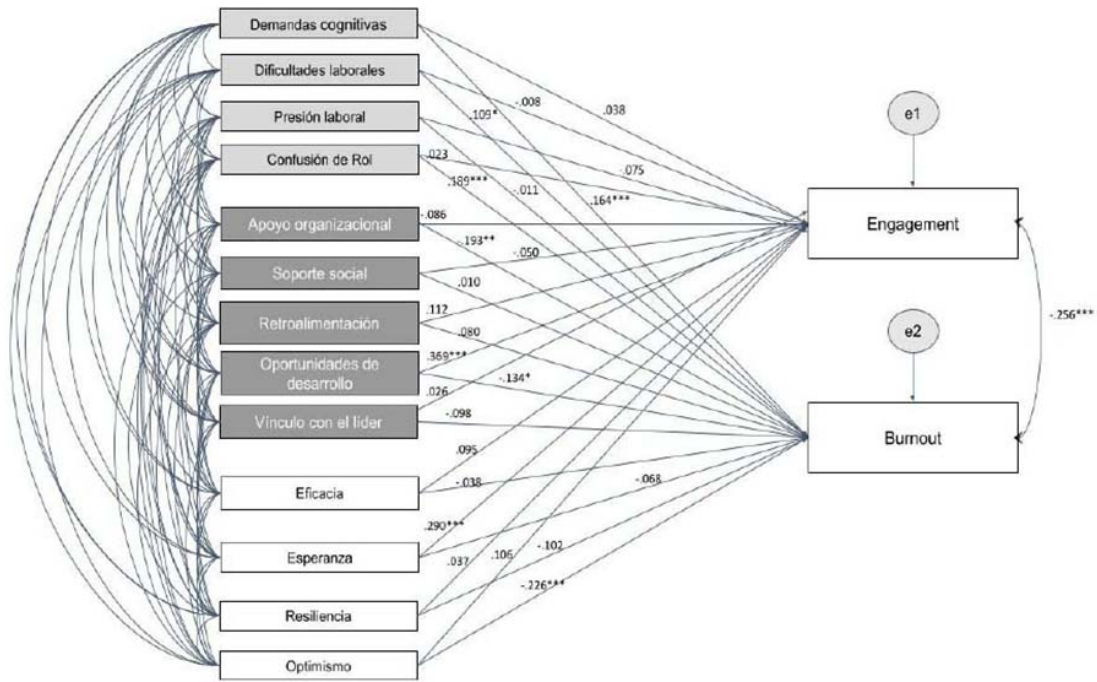 Demandas cognitivas
Dificultades laborales
-.008
.038
.109*
e1
Presión laboral
Confusión de Rol
.023
-.075
.189***
-.011
.164***
Apoyo organizacional
-.086
Engagement
-.193**
-.050
Soporte social
.010
Retroalimentación
.112
.080
-.256***
e2
Oportunidades de
desarrollo
.369***
-.134*
.026
Vínculo con el líder
-.098
Burnout
.095
-.038
-.068
Eficacia
.290***
Esperanza
.037
.106
-.102
-.226***
Resiliencia
Optimismo